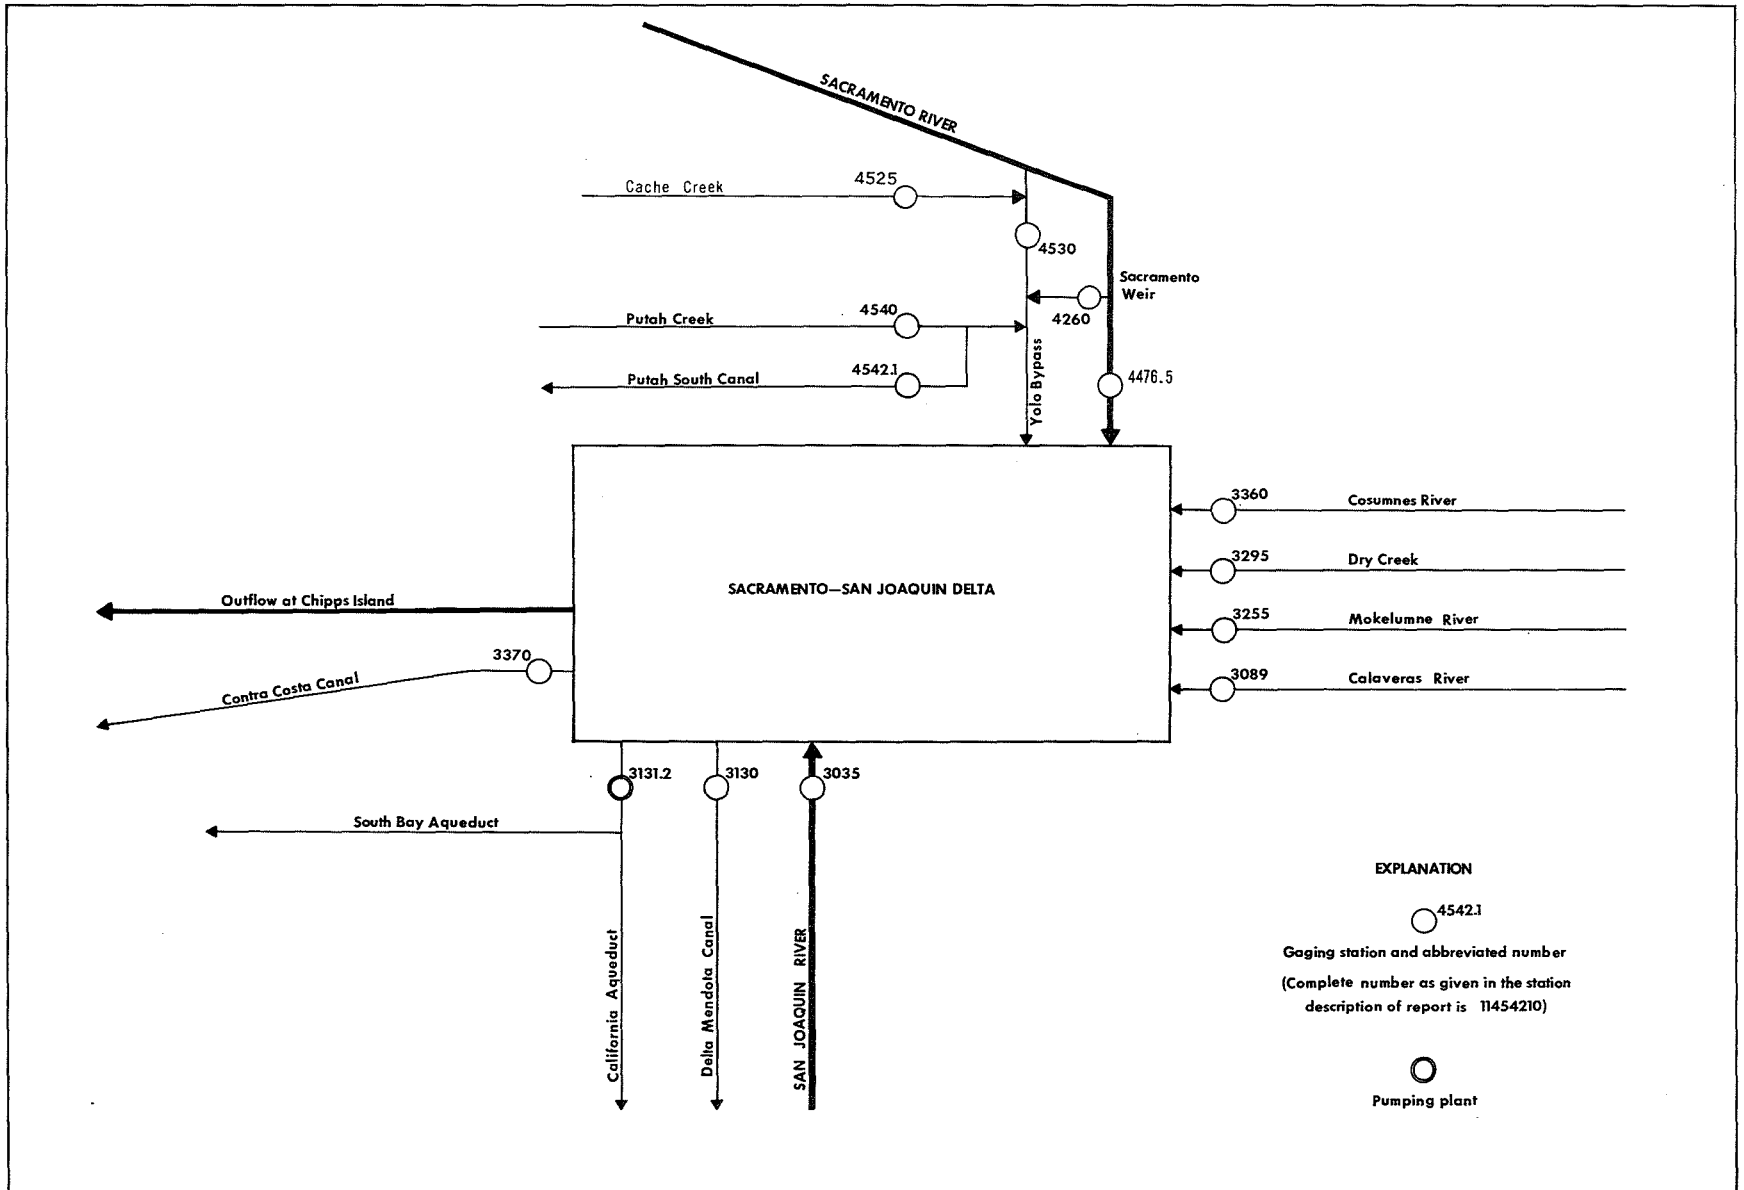 SACRAMENTO RIVER
4525
Cache Creek
4530
Sacramento
Weir
4260
4540
Putah Creek
4542.1
Putah South Canal
Yolo Bypass
4476.5
3360
Cosumnes River
3295
Dry Creek
SACRAMENTO—SAN JOAQUIN DELTA
Outflow at Chipps Island
3255
Mokelumne River
3370
Contra Costa Canal
3089
Calaveras River
3131.2
3130
3035
South Bay Aqueduct
California Aqueduct
Delta Mendota Canal
SAN JOAQUIN RIVER
EXPLANATION
4542.1
Gaging station and abbreviated number
(Complete number as given in the station
description of report is 11454210)
Pumping plant